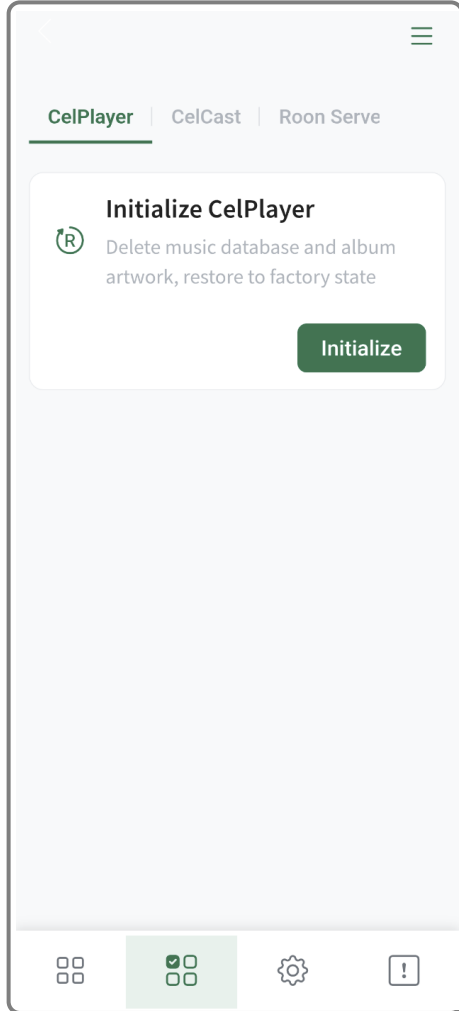 CelPlayer
CelCast
Roon Serve
Initialize CelPlayer
R
Delete music database and album
artwork, restore to factory state
Initialize
!